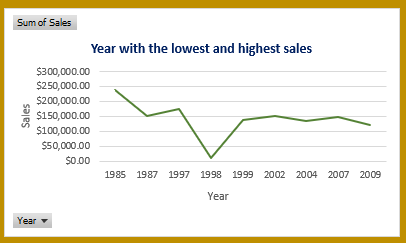 Sum of Sales
Year with the lowest and highest sales
$300,000.00
$250,000.00
$200,000.00
$150,000.00
$100,000.00
$50,000.00
$0.00
Sales
1985 1987 1997 1998 1999 2002 2004 2007 2009
Year
Year